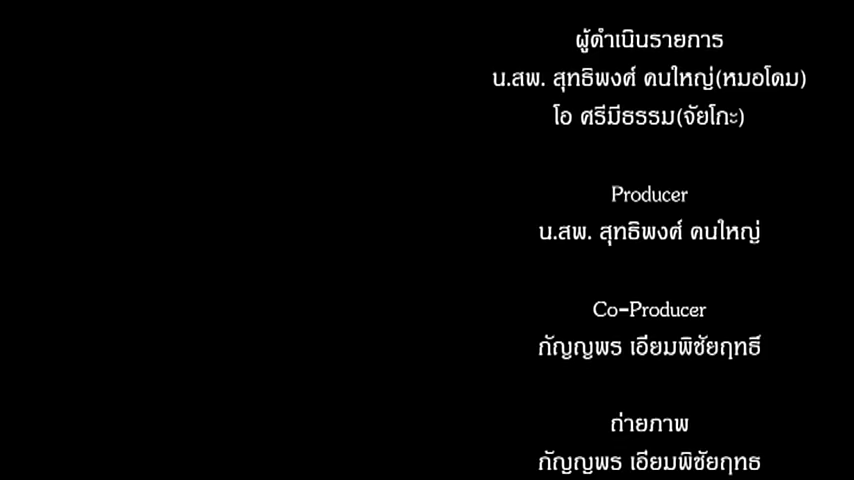 ผู้ดำเนินรายการ
น.สพ. สุทธิพงศ์ คนใหญ่(หมอโดม)
โอ ศรีมีธรรม(จัยโกะ)
Producer
น.สพ. สุทธิพงศ์ คนใหญ่
Co-Producer
กัญญพร เอียมพิชัยฤทธิ์
ถ่ายภาพ
กัญญพร เอียมพิชัยฤทธ